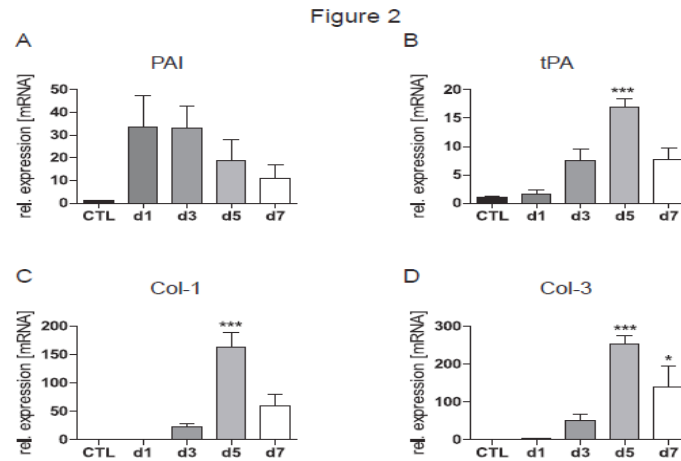 Figure 2
A
PAI
rel. expression [mRNA]
50
40
30
20
10
0
CTL d1 d3 d5 d7
B
tPA
rel. expression [mRNA]
20
15
10
5
0
***
CTL d1 d3 d5 d7
C
Col-1
rel. expression [mRNA]
200
150
100
50
0
***
CTL d1 d3 d5 d7
D
Col-3
rel. expression [mRNA]
300
200
100
0
***
*
CTL d1 d3 d5 d7